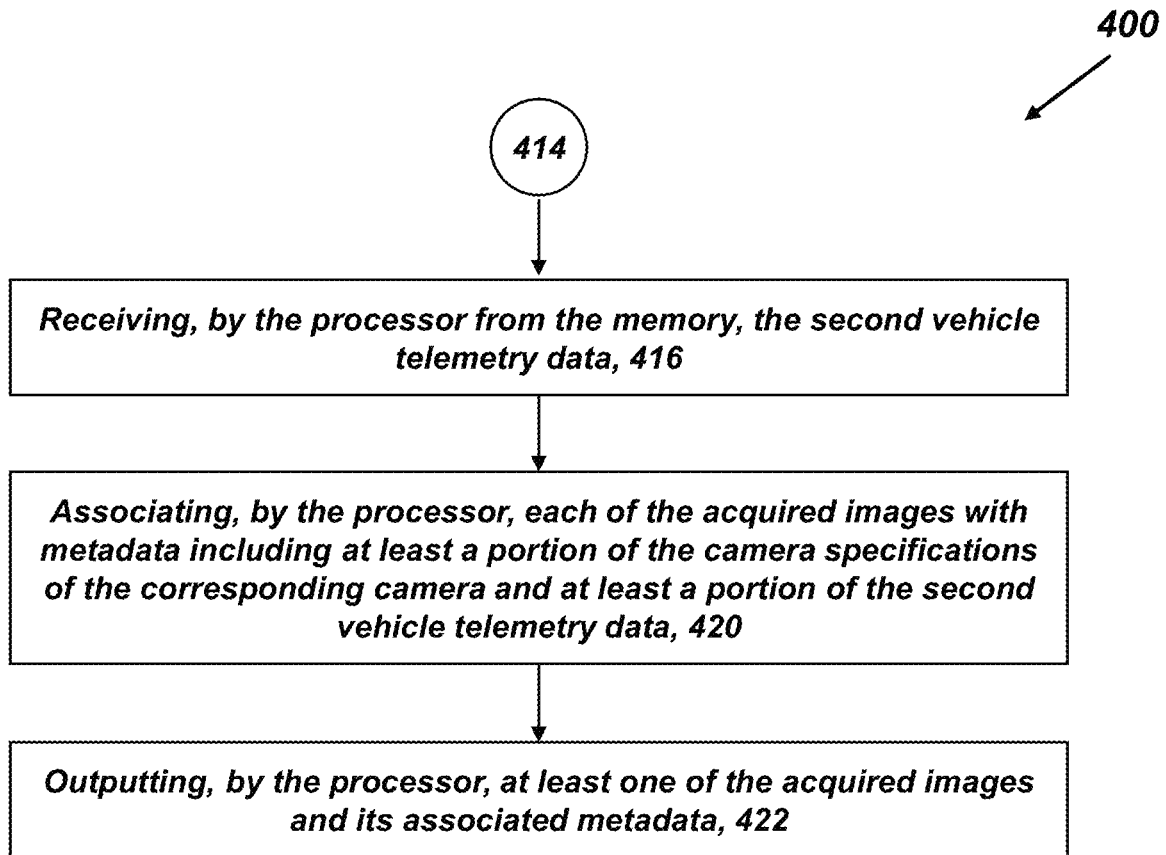 400
414
Receiving, by the processor from the memory, the second vehicle
telemetry data, 416
Associating, by the processor, each of the acquired images with
metadata including at least a portion of the camera specifications
of the corresponding camera and at least a portion of the second
vehicle telemetry data, 420
Outputting, by the processor, at least one of the acquired images
and its associated metadata, 422